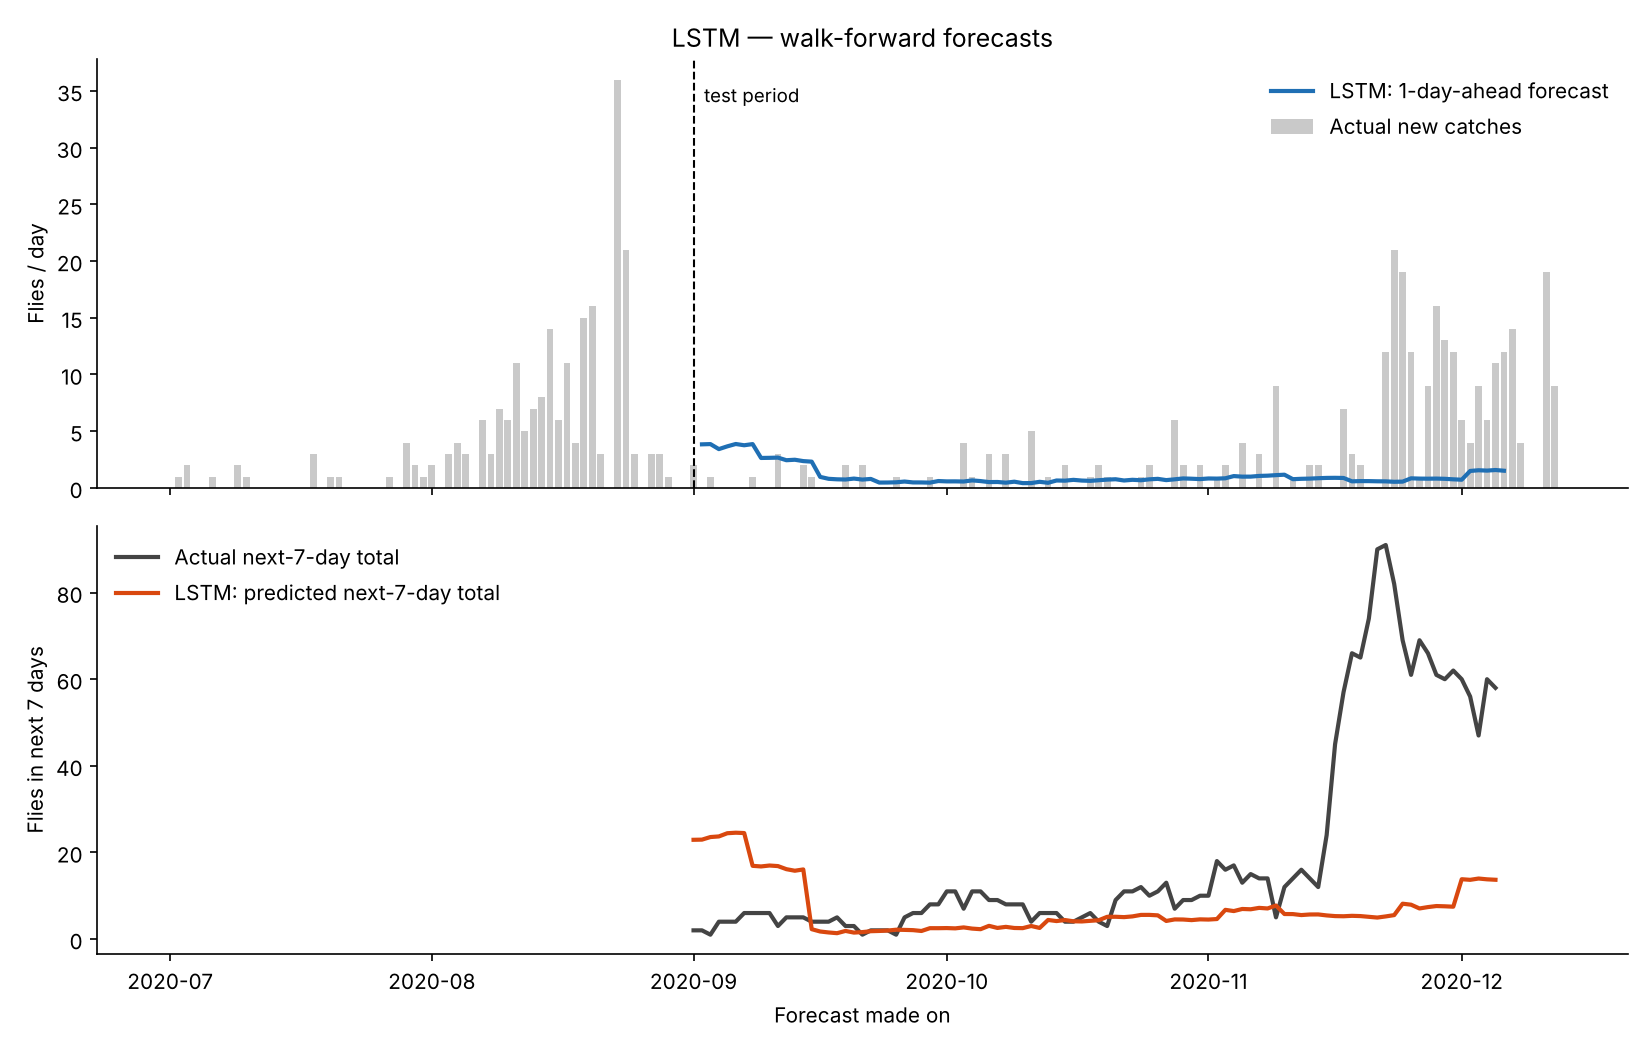 LSTM — walk-forward forecasts
35
30
25
20
15
10
5
0
Flies / day
test period
LSTM: 1-day-ahead forecast
Actual new catches
Actual next-7-day total
LSTM: predicted next-7-day total
80
60
40
20
0
Flies in next 7 days
2020-07 2020-08 2020-09 2020-10 2020-11 2020-12
Forecast made on